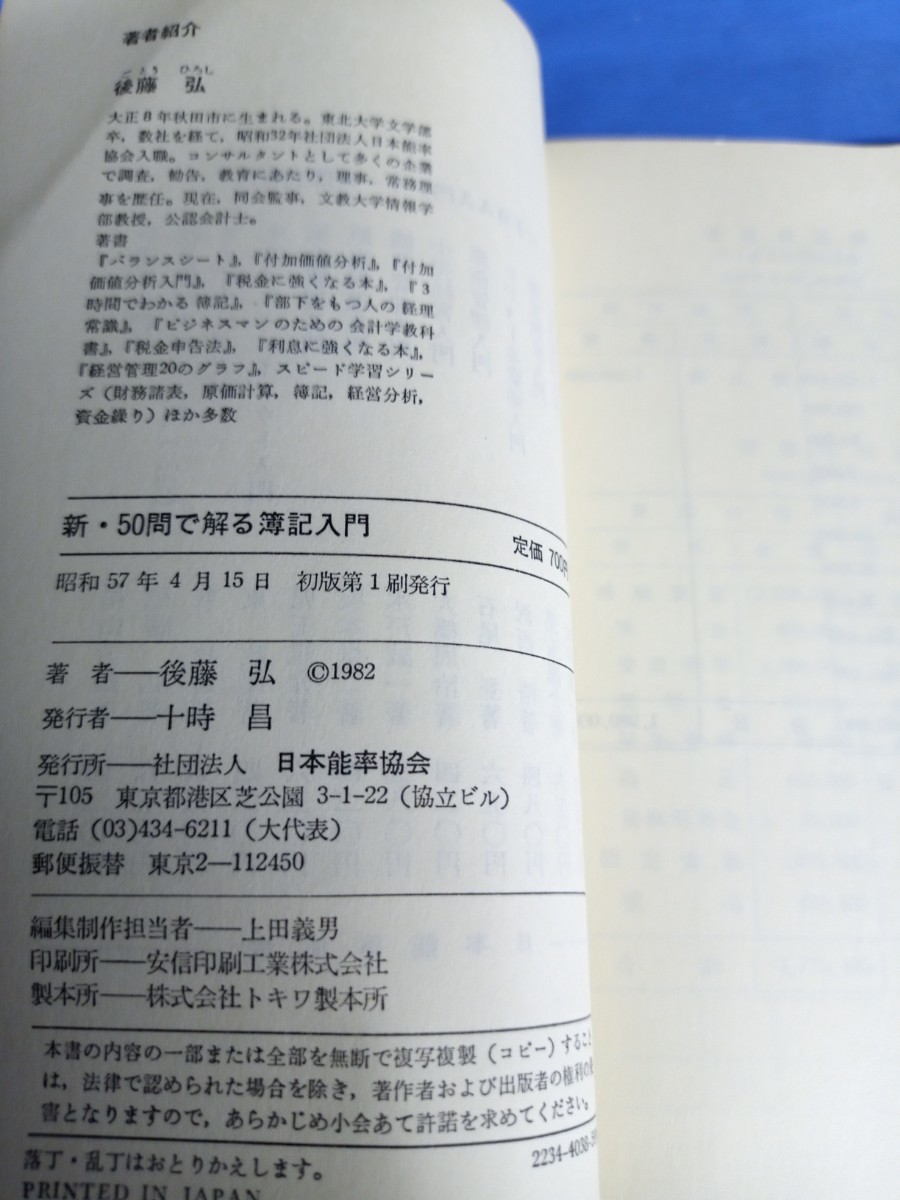 著者紹介
ごとう ひろし
後藤 弘
大正8年秋田市に生まれる。東北大学文学部
卒，数社を経て，昭和32年社団法人日本能率
協会入職。コンサルタントとして多くの企業
で調査，勧告，教育にあたり，理事，常務理
事を歴任。現在，同会監事，文教大学情報学
部教授，公認会計士。
著書
『バランスシート』，『付加価値分析』，『付加
価値分析入門』，『税金に強くなる本』，『3
時間でわかる簿記』，『部下をもつ人の経理
常識』，『ビジネスマンのための会計学教科
書』，『税金申告法』，『利息に強くなる本』，
『経営管理20のグラフ』，スピード学習シリー
ズ（財務諸表，原価計算，簿記，経営分析，
資金繰り）ほか多数
新・50問で解る簿記入門
定価 700円
昭和57年4月15日 初版第1刷発行
著 者──後藤 弘 ©1982
発行者──十時 昌
発行所──社団法人 日本能率協会
〒105 東京都港区芝公園 3-1-22（協立ビル）
電話 (03)434-6211（大代表）
郵便振替 東京2—112450
編集制作担当者──上田義男
印刷所──安信印刷工業株式会社
製本所──株式会社トキワ製本所
本書の内容の一部または全部を無断で複写複製（コピー）すること
は，法律で認められた場合を除き，著作者および出版者の権利の
害となりますので，あらかじめ小会あて許諾を求めてください。
落丁・乱丁はおとりかえします。
2234-4038-
PRINTED IN JAPAN